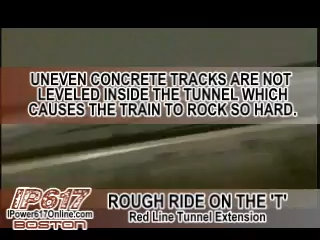 UNEVEN CONCRETE TRACKS ARE NOT
LEVELED INSIDE THE TUNNEL WHICH
CAUSES THE TRAIN TO ROCK SO HARD.
IP617
IPower617Online.com
BOSTON
ROUGH RIDE ON THE 'T'
Red Line Tunnel Extension